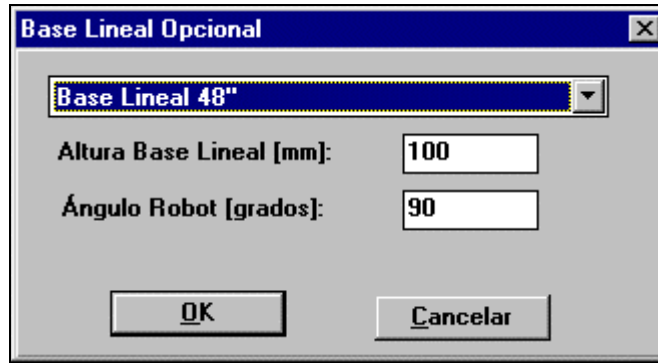 Base Lineal Opcional
Base Lineal 48"
Altura Base Lineal [mm]: 100
Ángulo Robot [grados]: 90
OK Cancelar